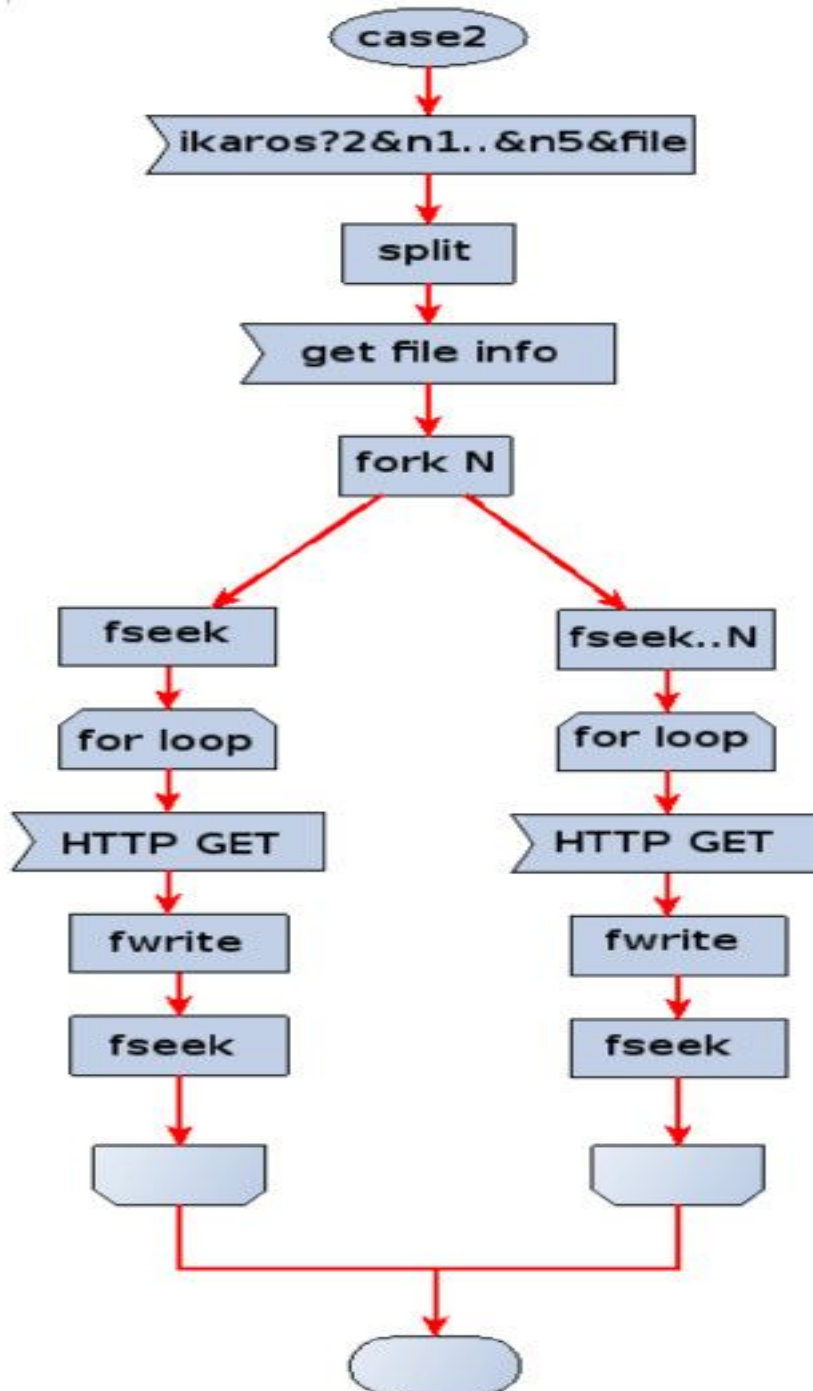 case2
ikaros?2&n1..&n5&file
split
get file info
fork N
fseek
for loop
HTTP GET
fwrite
fseek
fseek..N
for loop
HTTP GET
fwrite
fseek